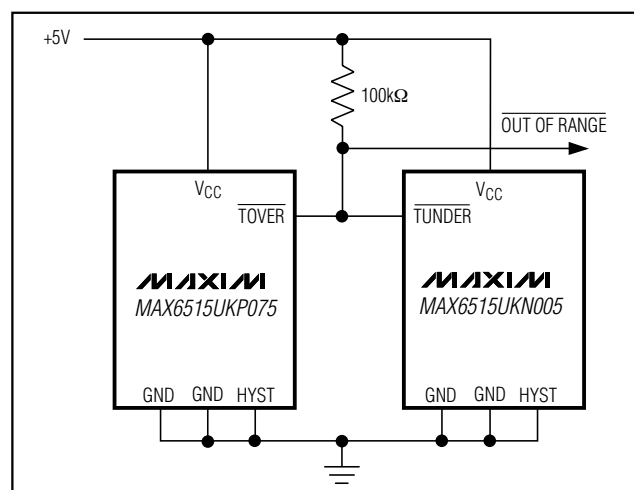 +5V
100kΩ
OUT OF RANGE
VCC
TOVER
MAXIM
MAX6515UKP075
GND GND HYST
VCC
TUNDER
MAXIM
MAX6515UKN005
GND GND HYST